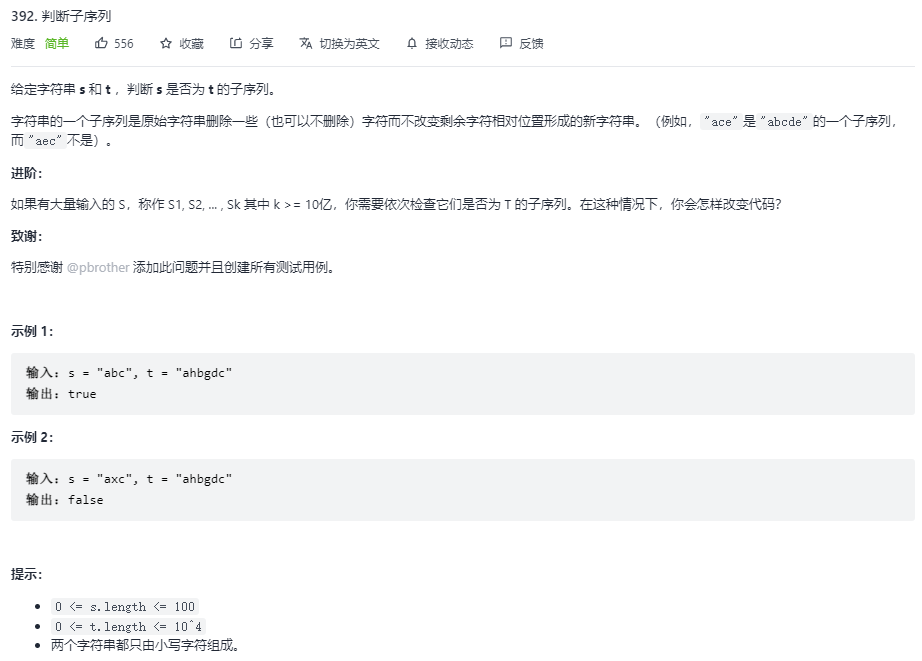 392. 判断子序列
难度 简单 556 收藏 分享 切换为英文 接收动态 反馈
给定字符串 s 和 t ，判断 s 是否为 t 的子序列。
字符串的一个子序列是原始字符串删除一些（也可以不删除）字符而不改变剩余字符相对位置形成的新字符串。（例如，"ace"是"abcde"的一个子序列，
而"aec"不是）。
进阶：
如果有大量输入的 S，称作 S1, S2, ... , Sk 其中 k >= 10亿，你需要依次检查它们是否为 T 的子序列。在这种情况下，你会怎样改变代码？
致谢：
特别感谢 @pbrother 添加此问题并且创建所有测试用例。
示例 1：
输入：s = "abc", t = "ahbgdc"
输出：true
示例 2：
输入：s = "axc", t = "ahbgdc"
输出：false
提示：
0 <= s.length <= 100
0 <= t.length <= 10^4
两个字符串都只由小写字符组成。